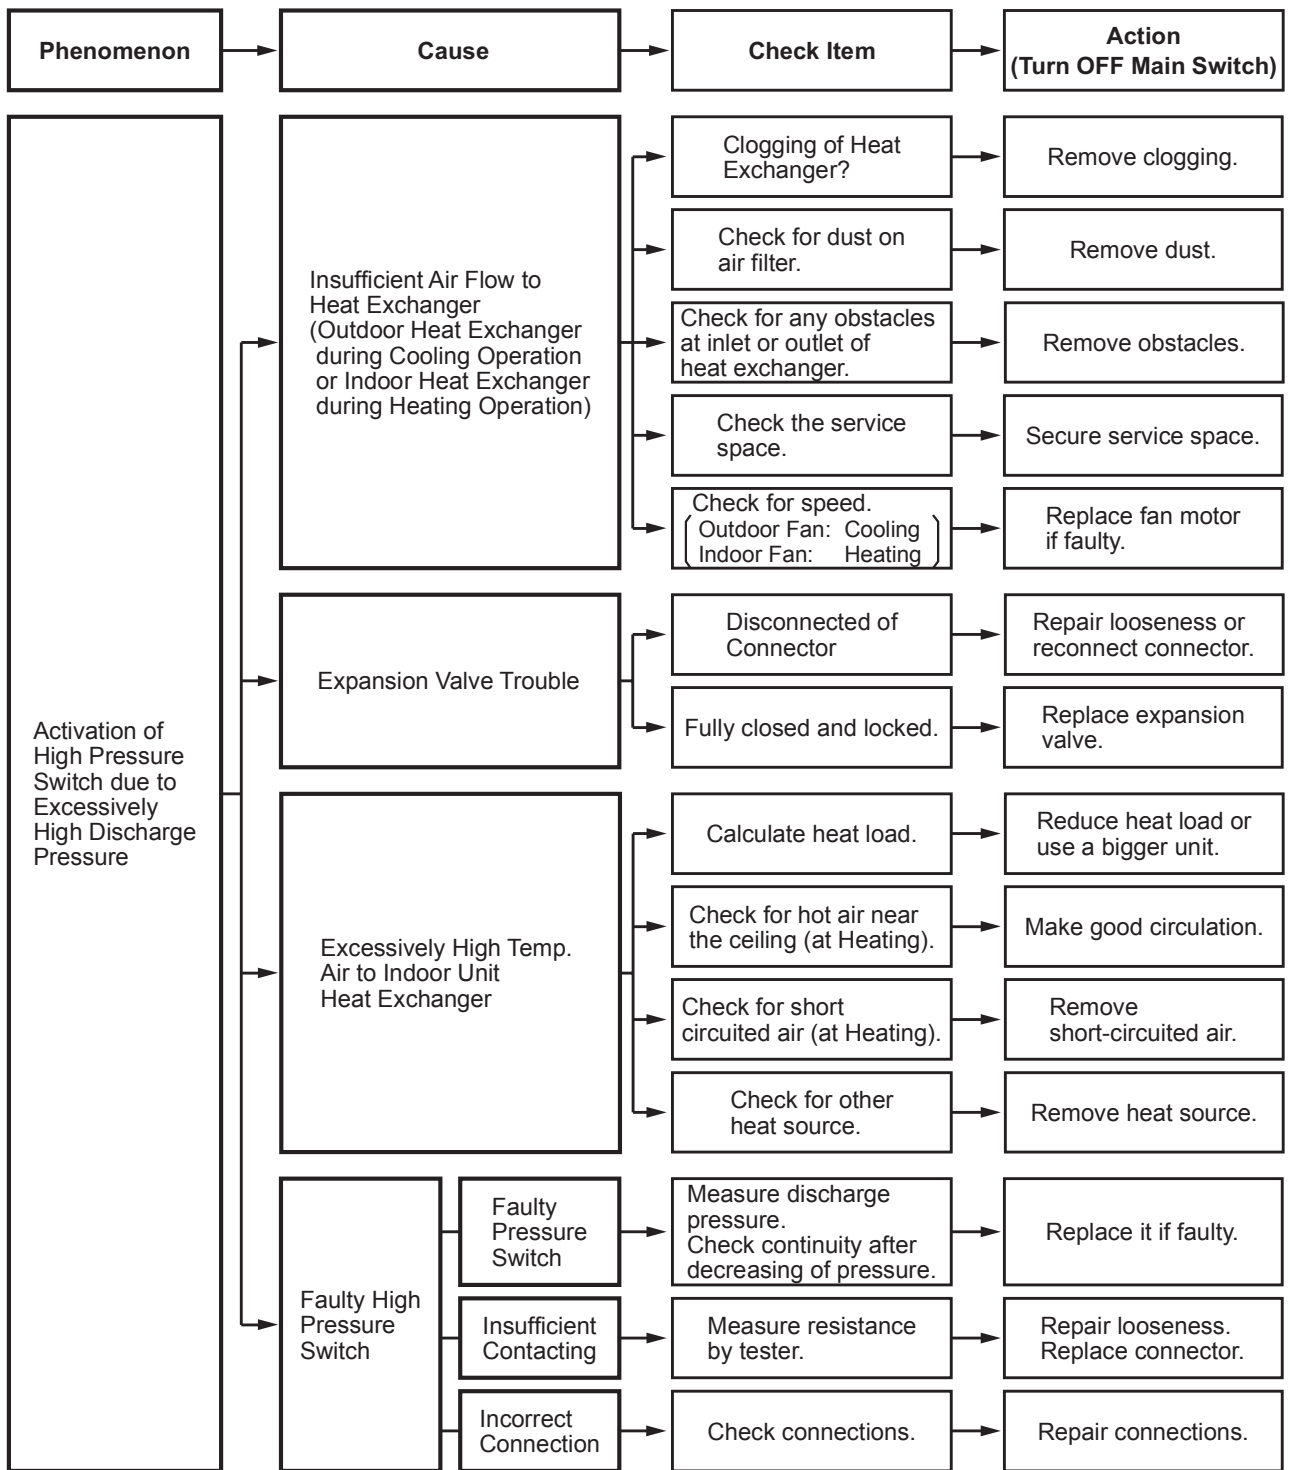 Phenomenon
Cause
Check Item
Action
(Turn OFF Main Switch)
Activation of
High Pressure
Switch due to
Excessively
High Discharge
Pressure
Insufficient Air Flow to
Heat Exchanger
(Outdoor Heat Exchanger
during Cooling Operation
or Indoor Heat Exchanger
during Heating Operation)
Clogging of Heat
Exchanger?
Remove clogging.
Check for dust on
air filter.
Remove dust.
Check for any obstacles
at inlet or outlet of
heat exchanger.
Remove obstacles.
Check the service
space.
Secure service space.
Check for speed.
Outdoor Fan: Cooling
Indoor Fan: Heating
Replace fan motor
if faulty.
Expansion Valve Trouble
Disconnected of
Connector
Repair looseness or
reconnect connector.
Fully closed and locked.
Replace expansion
valve.
Excessively High Temp.
Air to Indoor Unit
Heat Exchanger
Calculate heat load.
Reduce heat load or
use a bigger unit.
Check for hot air near
the ceiling (at Heating).
Make good circulation.
Check for short
circuited air (at Heating).
Remove
short-circuited air.
Check for other
heat source.
Remove heat source.
Faulty High
Pressure
Switch
Faulty
Pressure
Switch
Measure discharge
pressure.
Check continuity after
decreasing of pressure.
Replace it if faulty.
Insufficient
Contacting
Measure resistance
by tester.
Repair looseness.
Replace connector.
Incorrect
Connection
Check connections.
Repair connections.